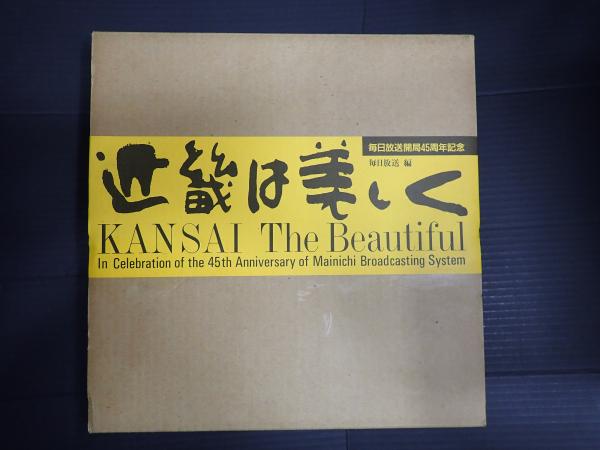 毎日放送開局45周年記念
毎日放送 編
近畿は美しく
KANSAI The Beautiful
In Celebration of the 45th Anniversary of Mainichi Broadcasting System